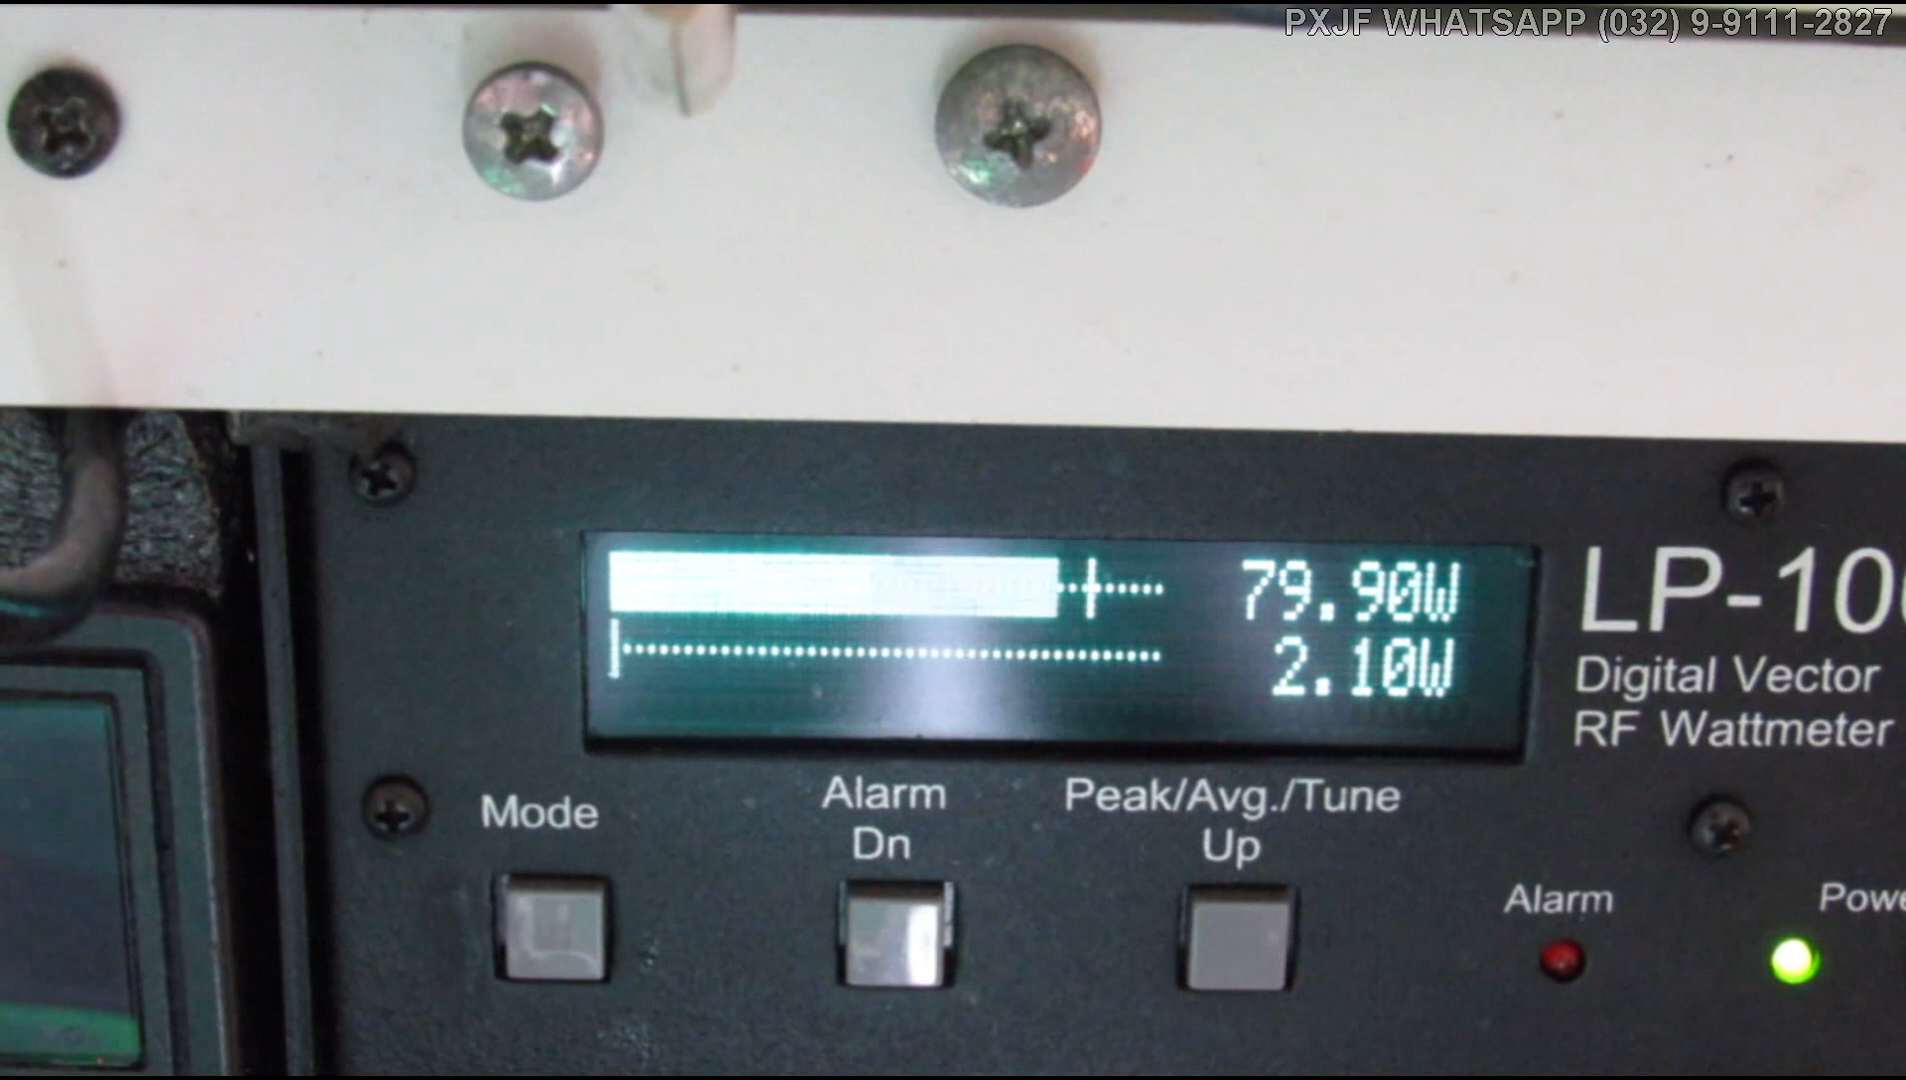 PXJF WHATSAPP (032) 9-9111-2827
79.90W
2.10W
LP-100
Digital Vector
RF Wattmeter
Mode
Alarm
Dn
Peak/Avg./Tune
Up
Alarm
Powe